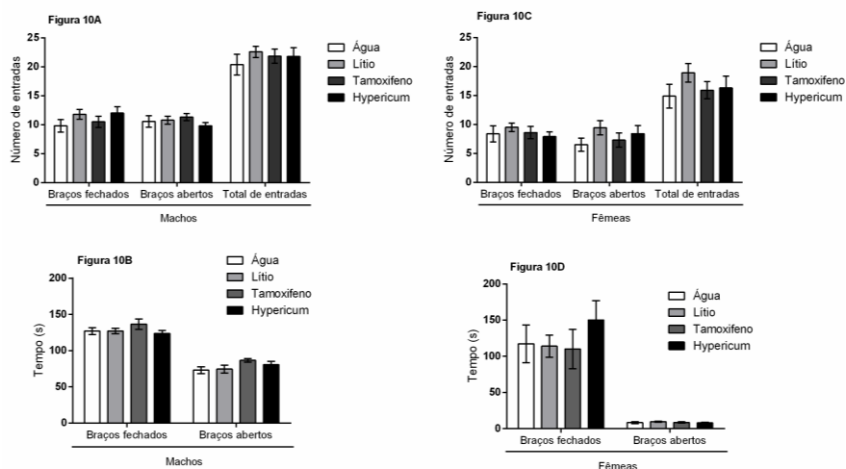 Figura 10A
Número de entradas
25
20
15
10
5
0
Água
Lítio
Tamoxifeno
Hypericum
Braços fechados Braços abertos Total de entradas
Machos
Figura 10C
Número de entradas
25
20
15
10
5
0
Água
Lítio
Tamoxifeno
Hypericum
Braços fechados Braços abertos Total de entradas
Fêmeas
Figura 10B
Tempo (s)
200
150
100
50
0
Água
Lítio
Tamoxifeno
Hypericum
Braços fechados Braços abertos
Machos
Figura 10D
Tempo (s)
200
150
100
50
0
Água
Lítio
Tamoxifeno
Hypericum
Braços fechados Braços abertos
Fêmeas